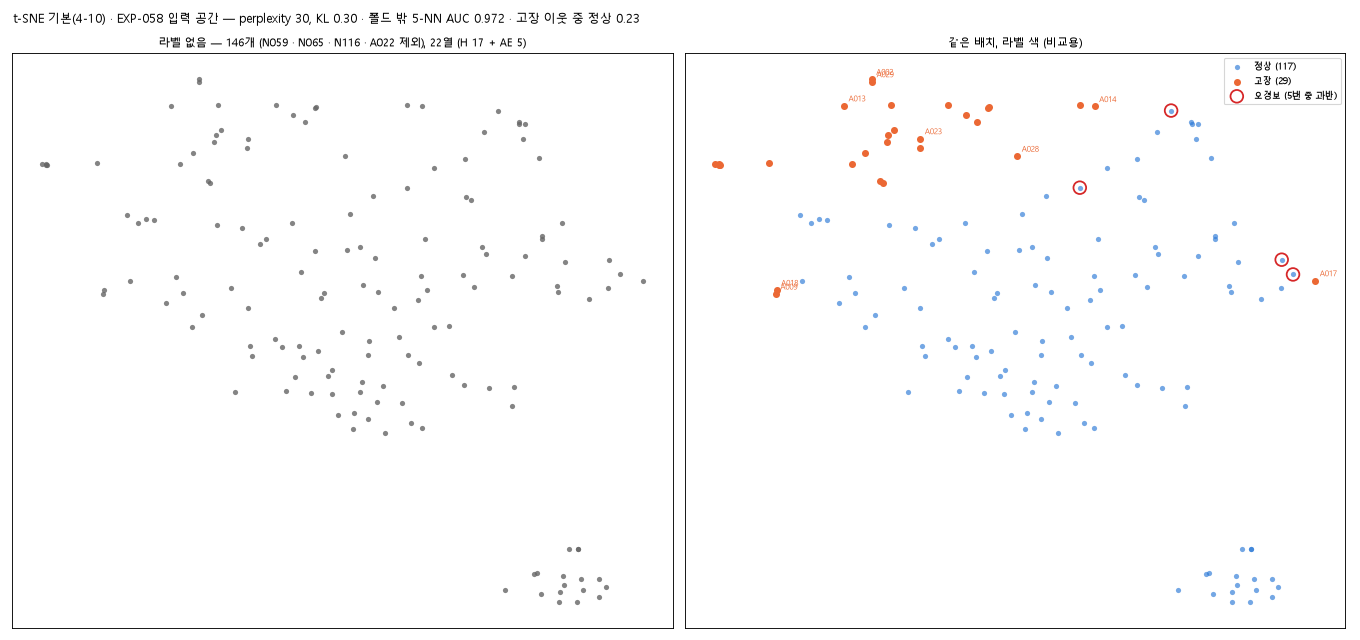 t-SNE 기본(4-10) · EXP-058 입력 공간 — perplexity 30, KL 0.30 · 폴드 밖 5-NN AUC 0.972 · 고장 이웃 중 정상 0.23
라벨 없음 — 146개 (N059 · N065 · N116 · A022 제외), 22열 (H 17 + AE 5)
같은 배치, 라벨 색 (비교용)
정상 (117)
고장 (29)
오경보 (5번 중 과반)
A013
A014
A023
A028
A017